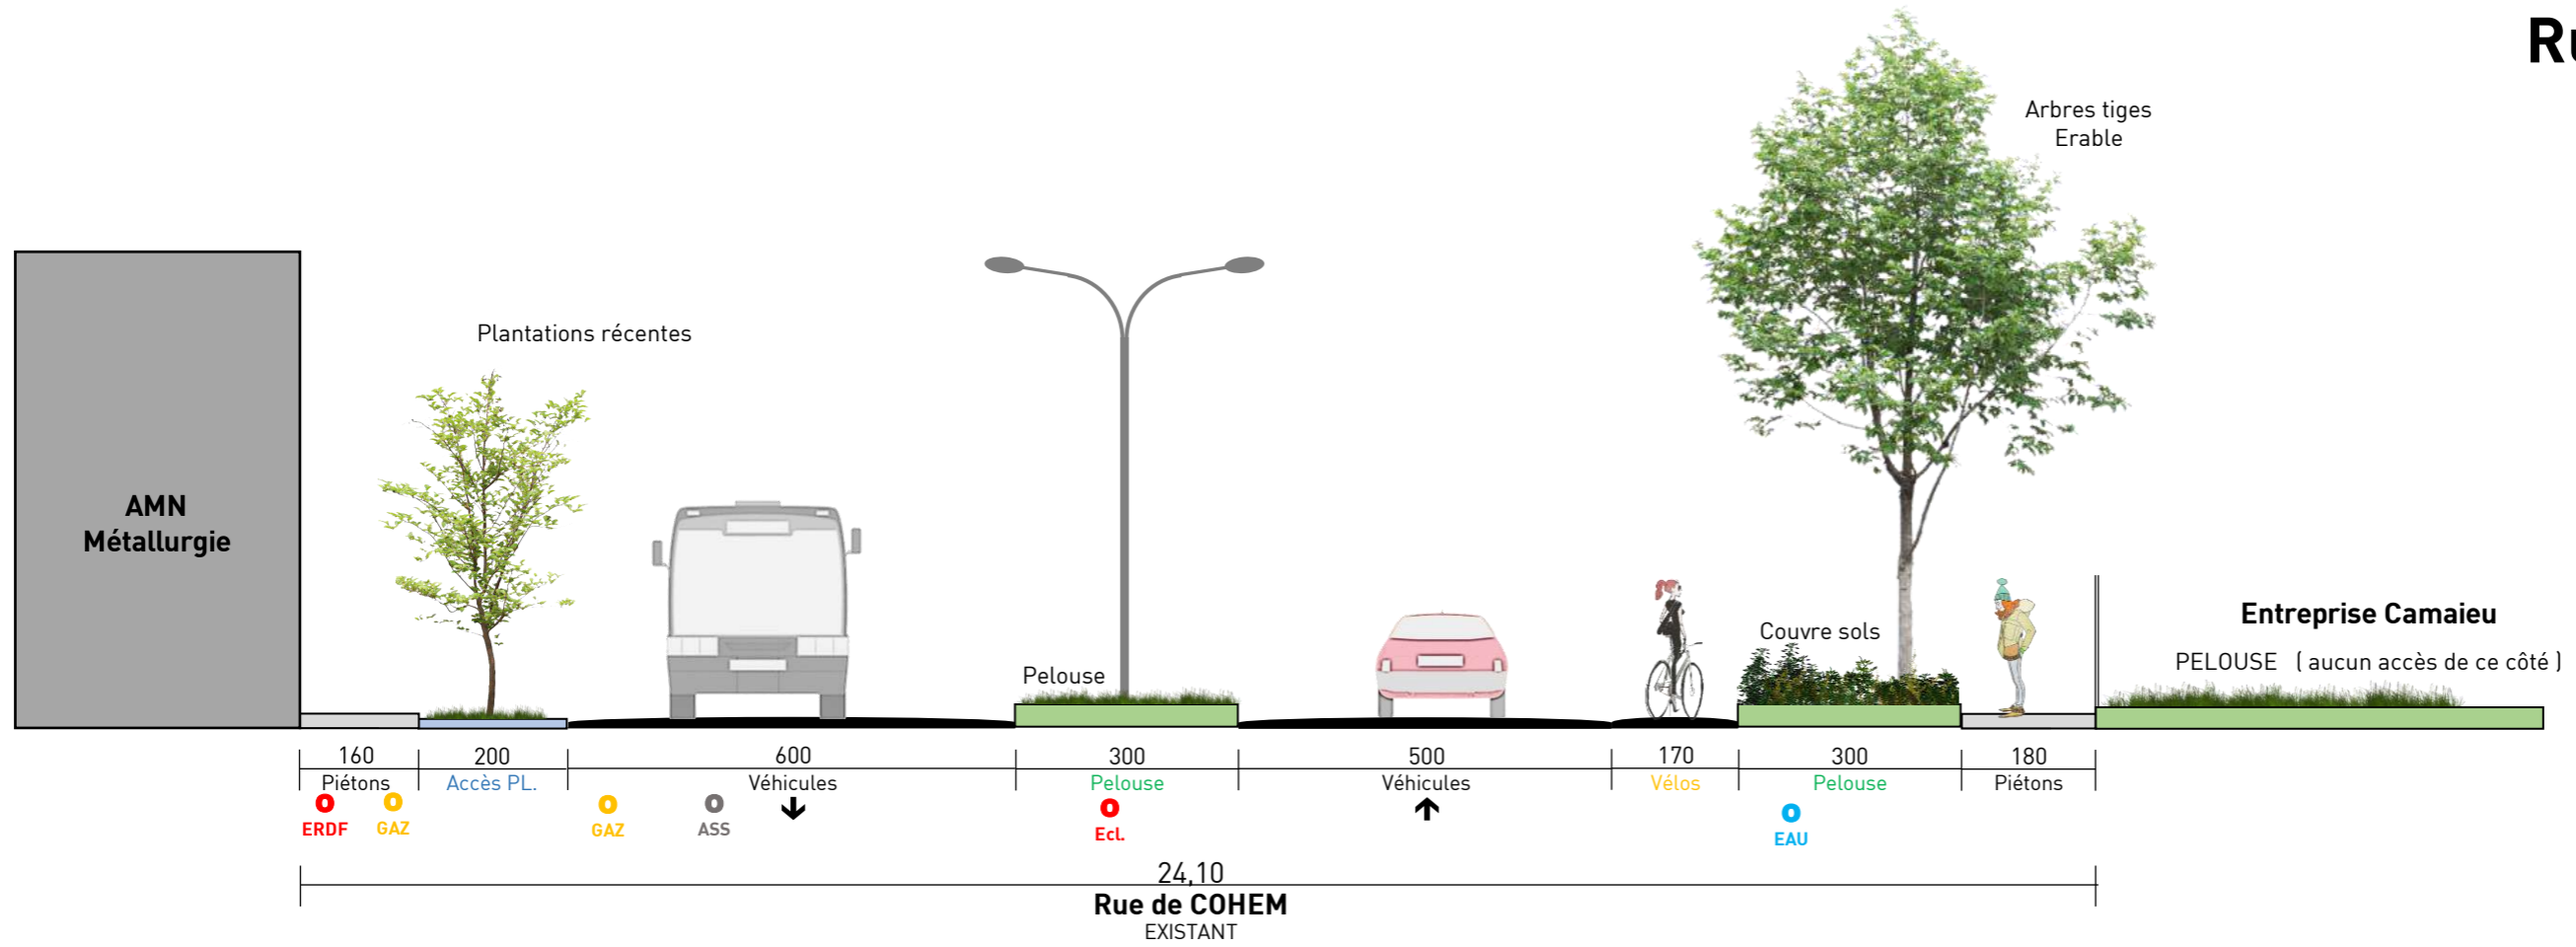 Ru
Arbres tiges
Erable
Plantations récentes
AMN
Métallurgie
Pelouse
Couvre sols
Entreprise Camaieu
PELOUSE ( aucun accès de ce côté )
160 200 600 300 500 170 300 180
Piétons Accès PL. Véhicules Pelouse Véhicules Vélos Pelouse Piétons
ERDF GAZ GAZ ASS Ecl. EAU
24,10
Rue de COHEM
EXISTANT